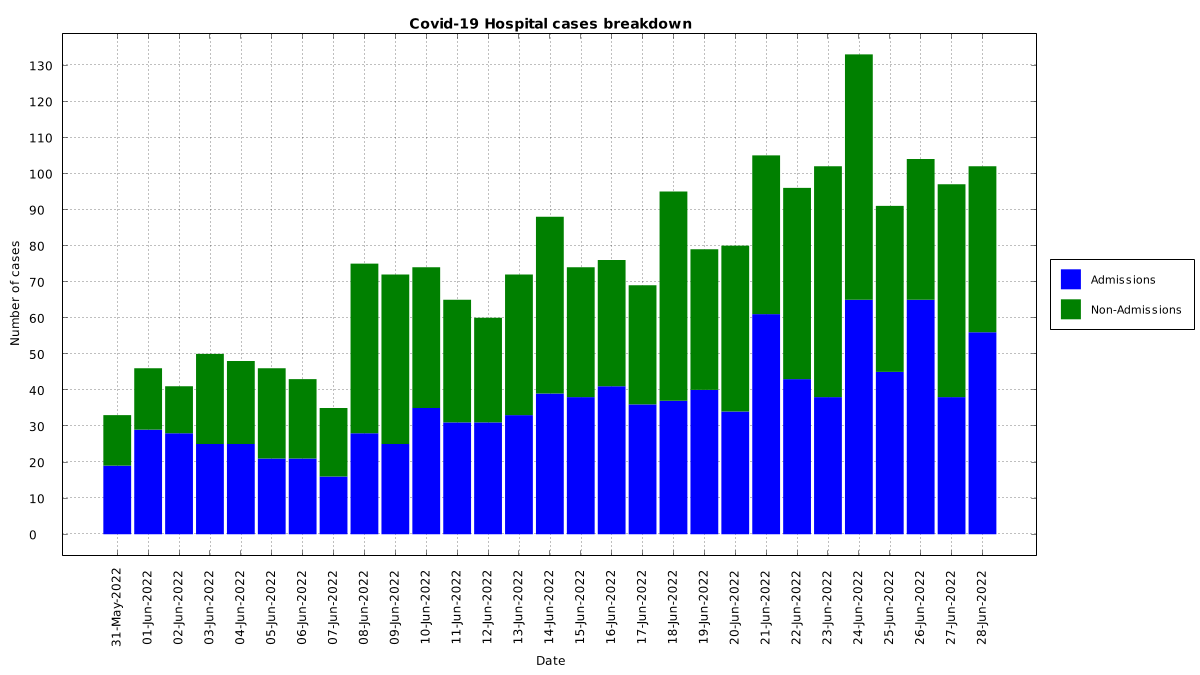 Covid-19 Hospital cases breakdown
130
120
110
100
90
80
70
60
50
40
30
20
10
0
Number of cases
31-May-2022
01-Jun-2022
02-Jun-2022
03-Jun-2022
04-Jun-2022
05-Jun-2022
06-Jun-2022
07-Jun-2022
08-Jun-2022
09-Jun-2022
10-Jun-2022
11-Jun-2022
12-Jun-2022
13-Jun-2022
14-Jun-2022
15-Jun-2022
16-Jun-2022
17-Jun-2022
18-Jun-2022
19-Jun-2022
20-Jun-2022
21-Jun-2022
22-Jun-2022
23-Jun-2022
24-Jun-2022
25-Jun-2022
26-Jun-2022
27-Jun-2022
28-Jun-2022
Date
Admissions
Non-Admissions